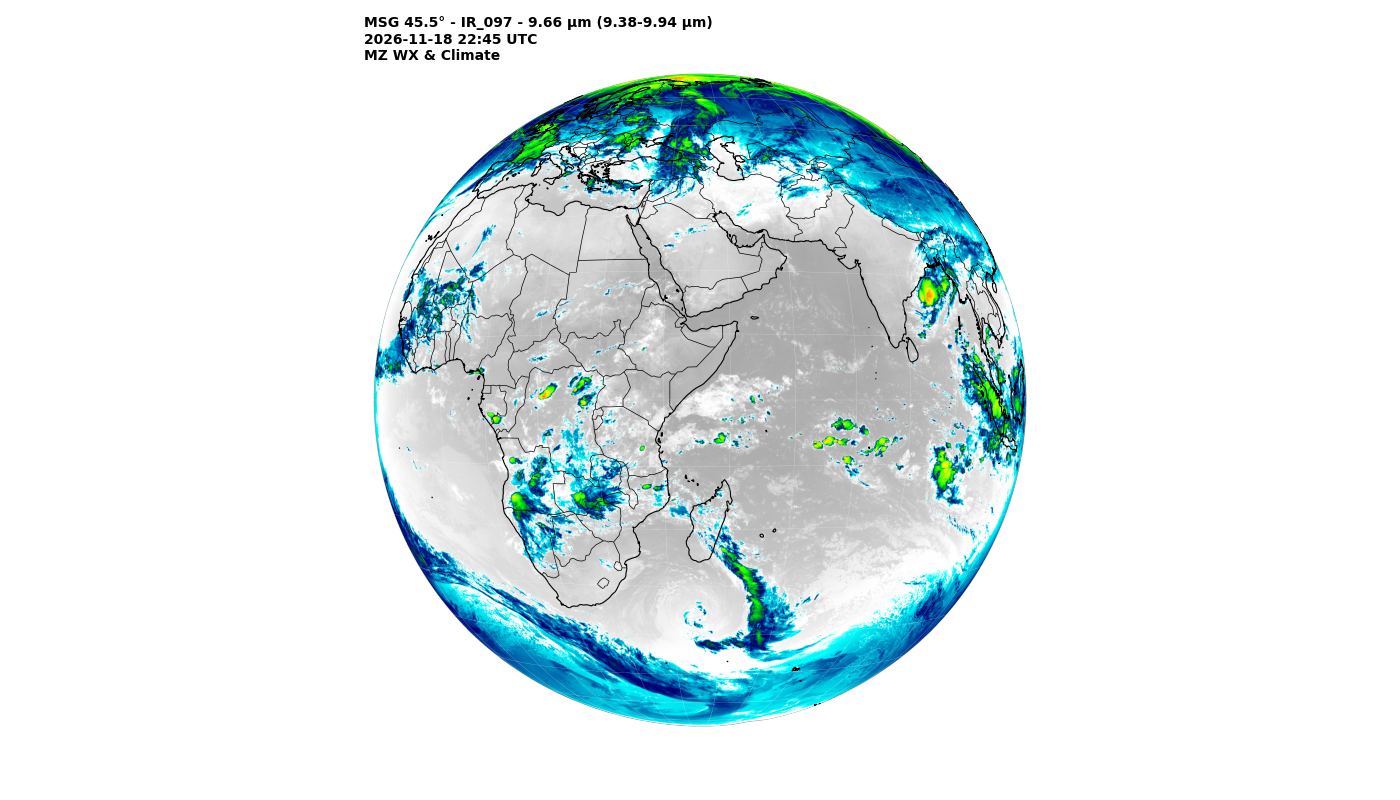 MSG 45.5° - IR_097 - 9.66 μm (9.38-9.94 μm)
2026-11-18 22:45 UTC
MZ WX & Climate